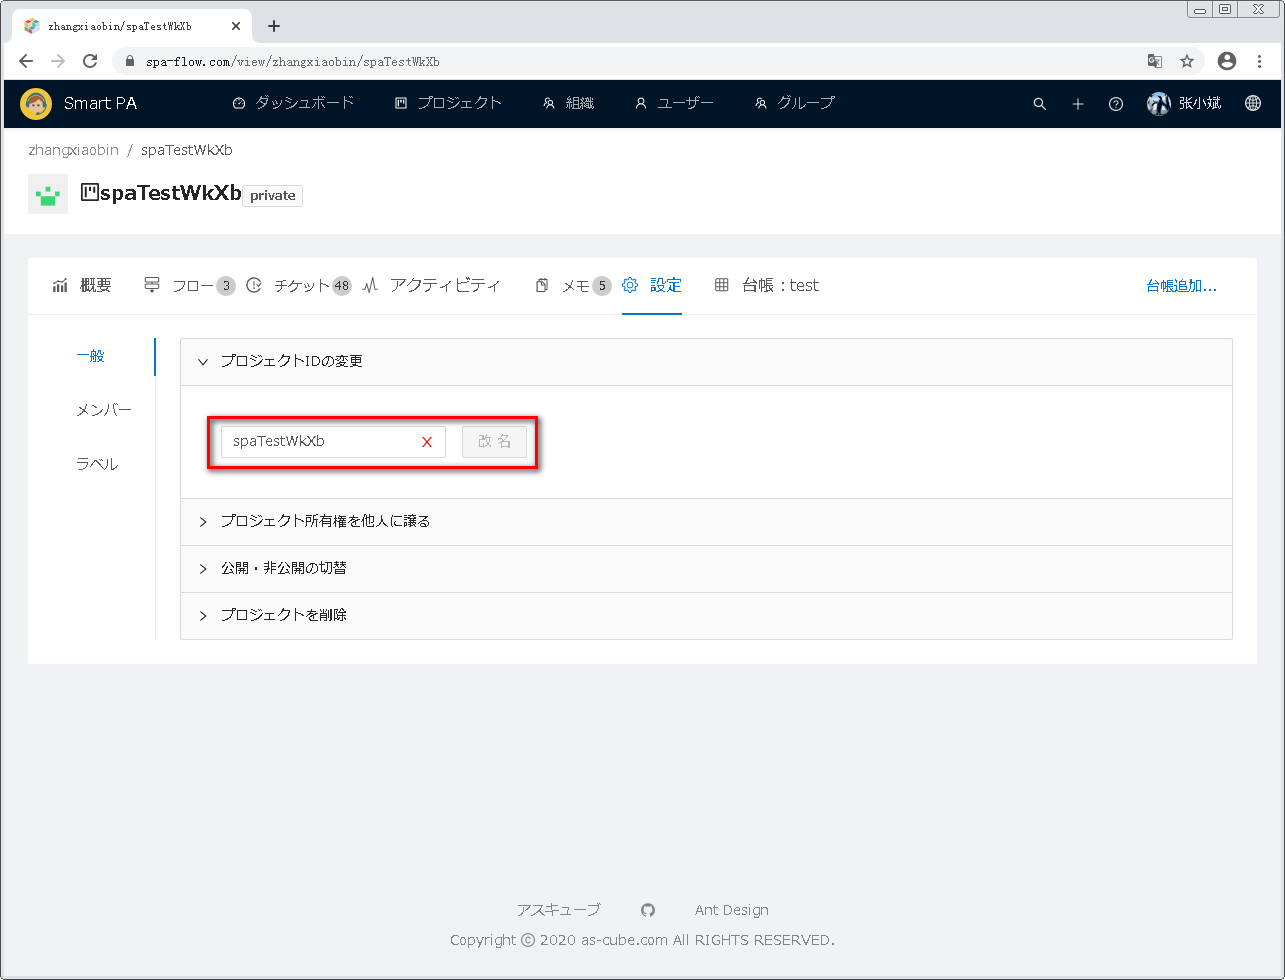 zhangxiaobin/spaTestWkXb
spa-flow.com/view/zhangxiaobin/spaTestWkXb
Smart PA ダッシュボード プロジェクト 組織 ユーザー グループ 张小斌
zhangxiaobin / spaTestWkXb
spaTestWkXb private
概要 フロー 3 チケット 48 アクティビティ メモ 5 設定 台帳：test 台帳追加...
一般
メンバー
ラベル
プロジェクトIDの変更
spaTestWkXb 改 名
プロジェクト所有権を他人に譲る
公開・非公開の切替
プロジェクトを削除
アスキューブ Ant Design
Copyright © 2020 as-cube.com All RIGHTS RESERVED.